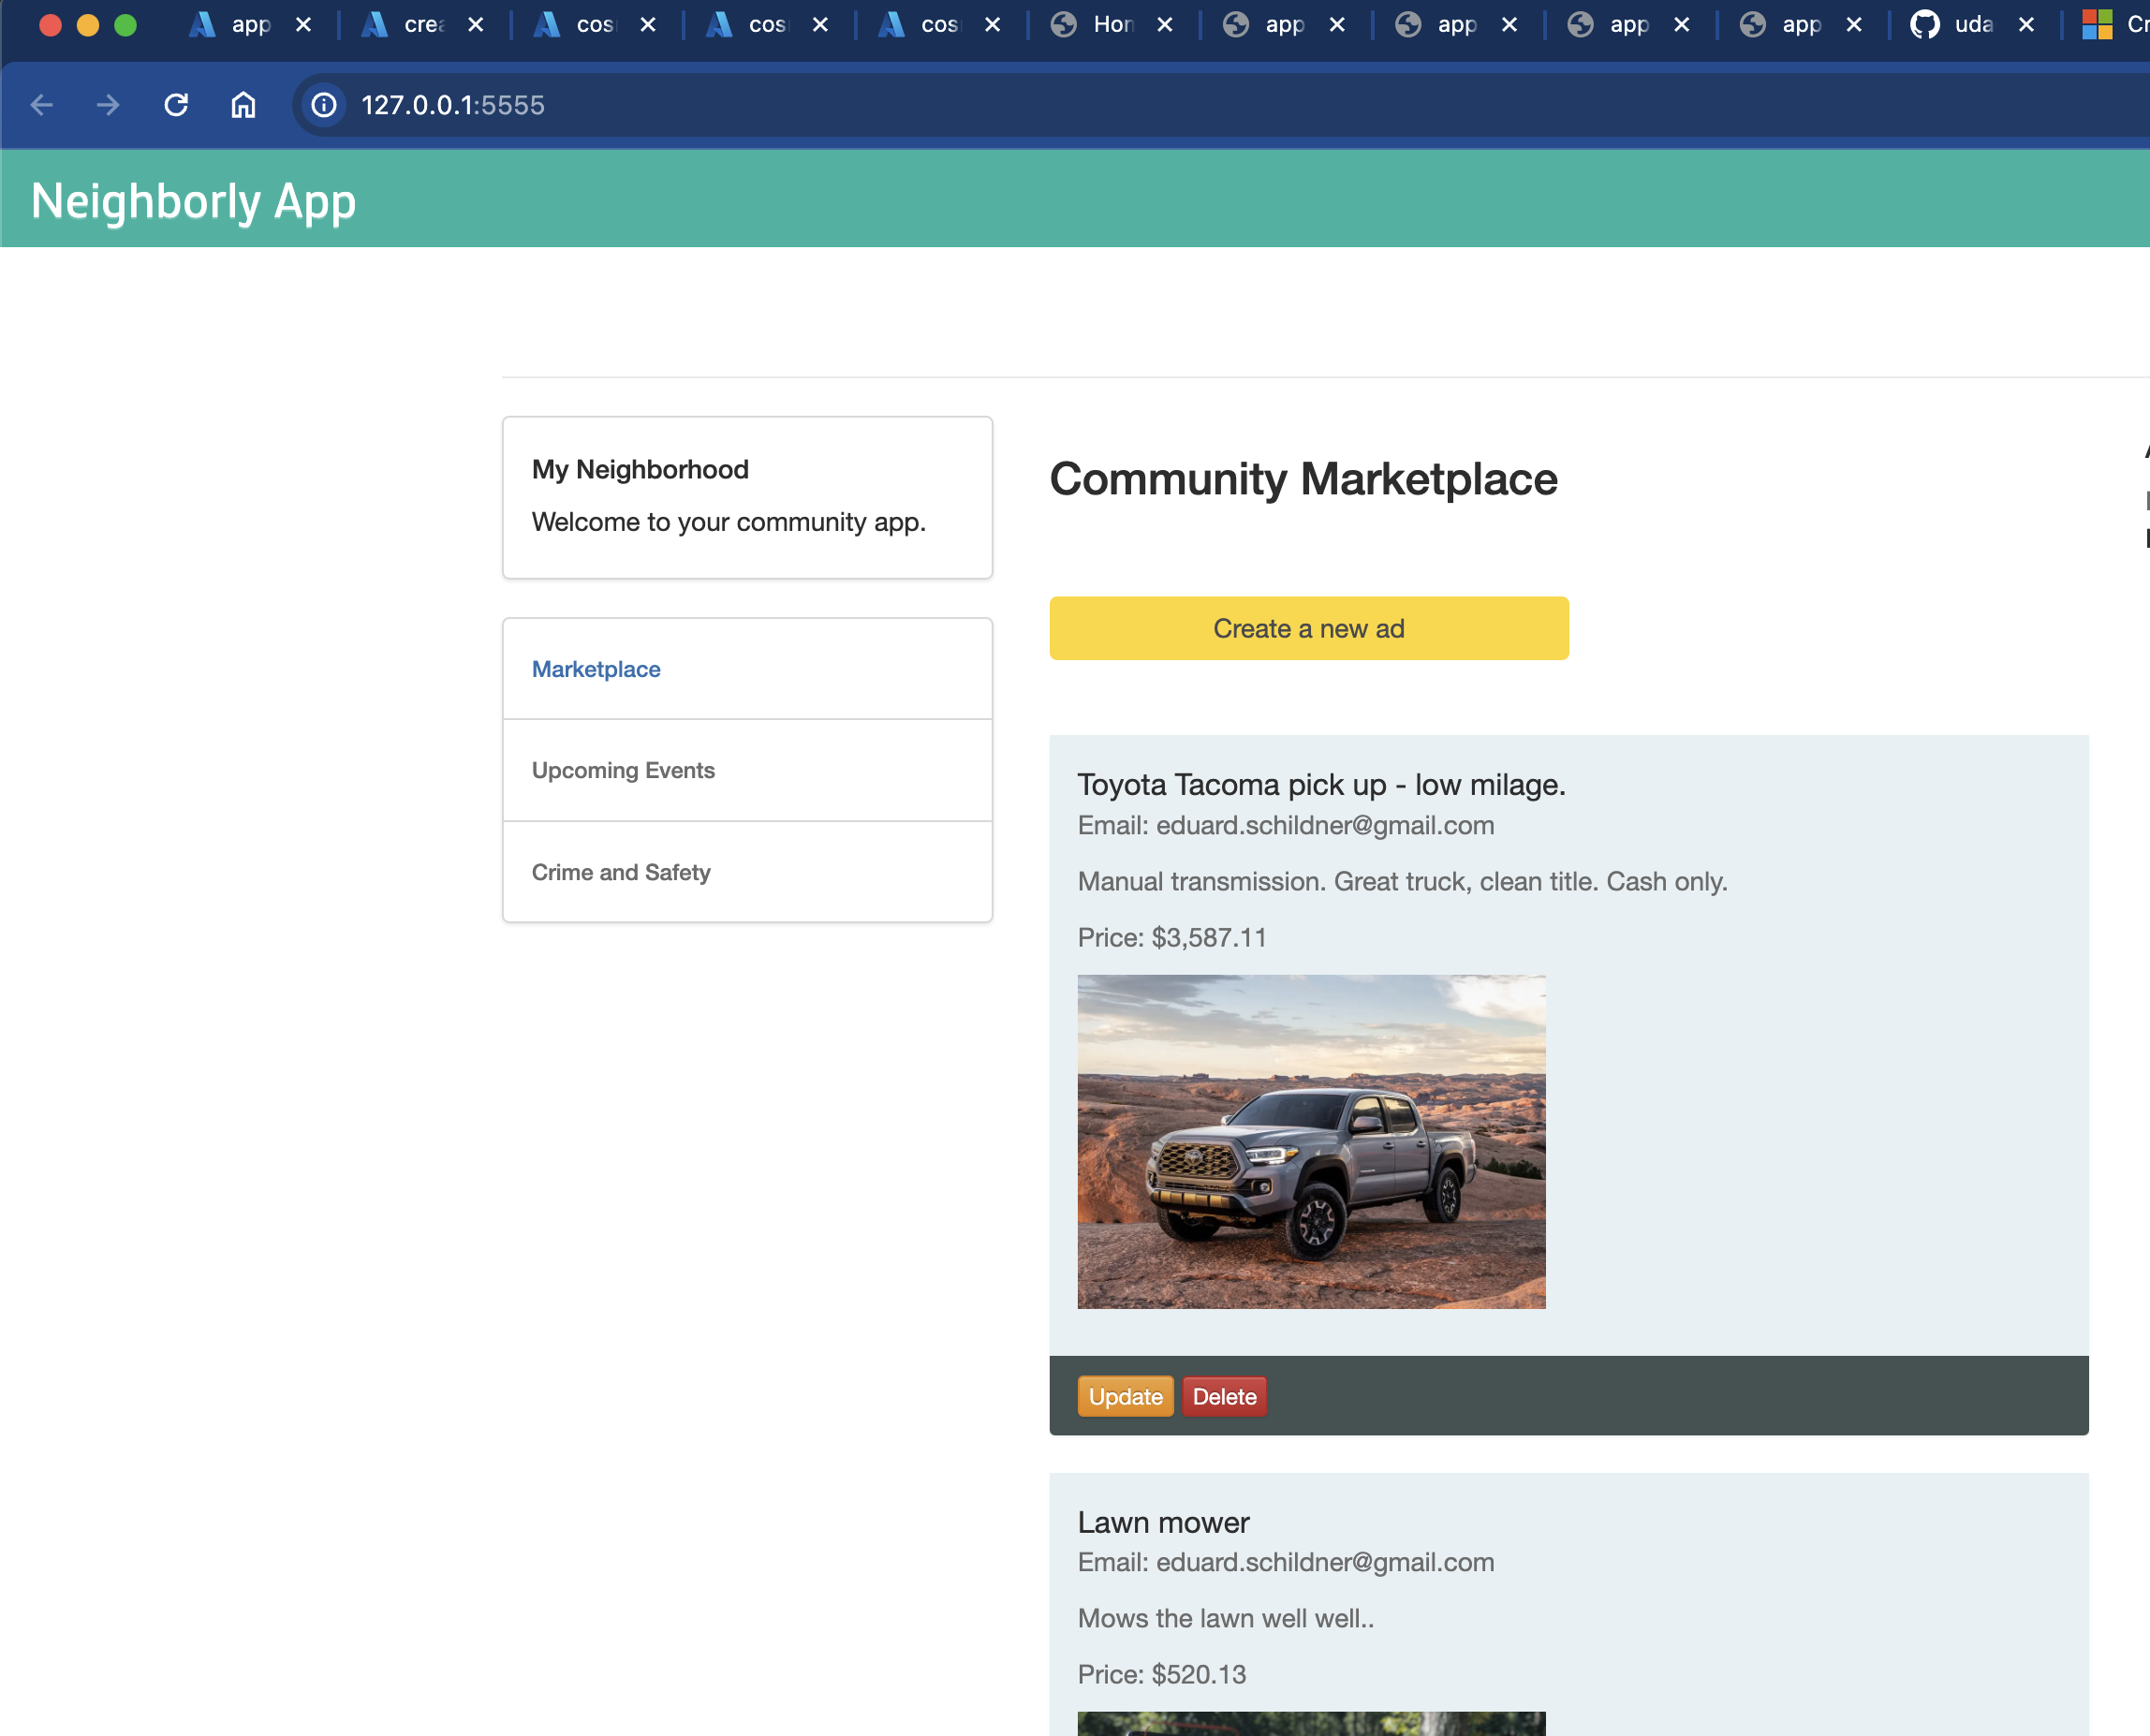 app
crea
cos
cos
cos
Hon
app
app
app
app
uda
127.0.0.1:5555
Neighborly App
My Neighborhood
Welcome to your community app.
Marketplace
Upcoming Events
Crime and Safety
Community Marketplace
Create a new ad
Toyota Tacoma pick up - low milage.
Email: eduard.schildner@gmail.com
Manual transmission. Great truck, clean title. Cash only.
Price: $3,587.11
Update Delete
Lawn mower
Email: eduard.schildner@gmail.com
Mows the lawn well well..
Price: $520.13